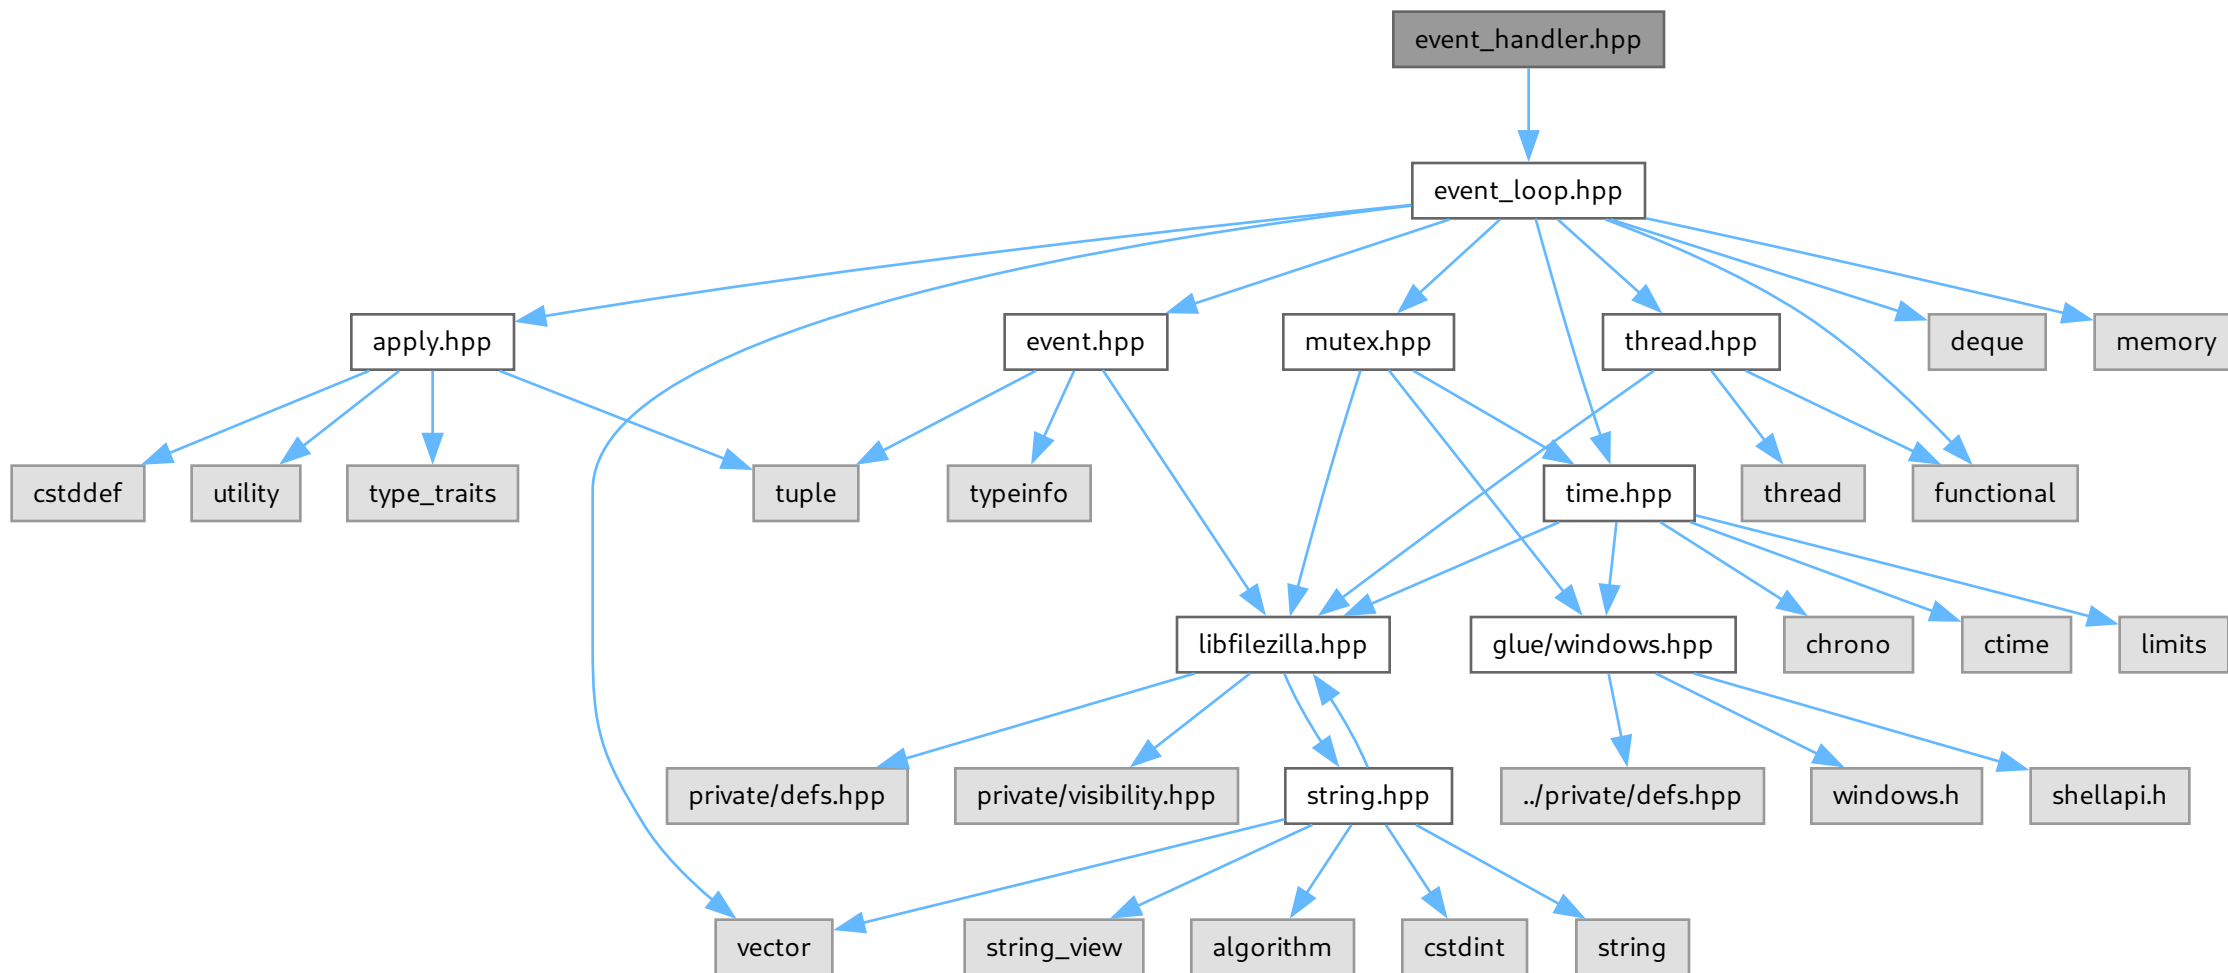 event_handler.hpp
event_loop.hpp
apply.hpp
event.hpp
mutex.hpp
thread.hpp
deque
memory
cstddef
utility
type_traits
tuple
typeinfo
time.hpp
thread
functional
libfilezilla.hpp
glue/windows.hpp
chrono
ctime
limits
private/defs.hpp
private/visibility.hpp
string.hpp
../private/defs.hpp
windows.h
shellapi.h
vector
string_view
algorithm
cstdint
string